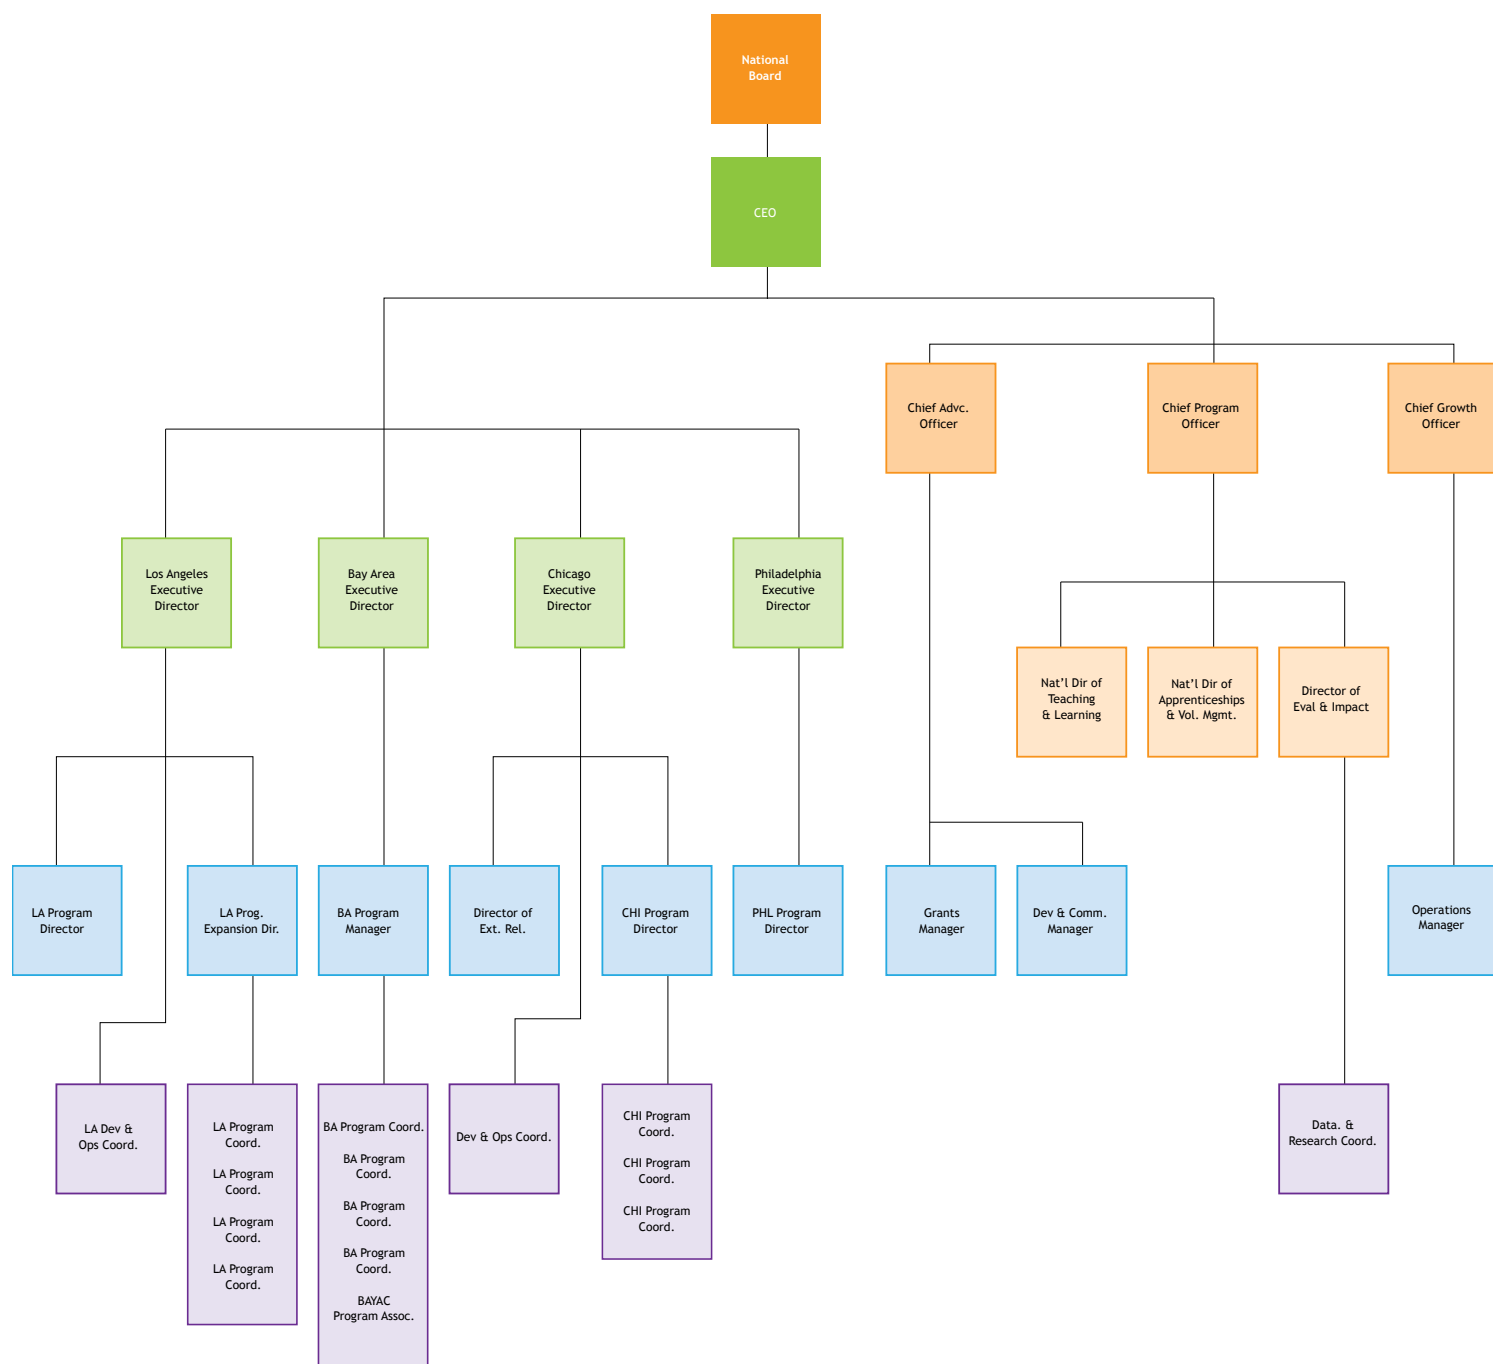 National
Board
CEO
Chief Advc.
Officer
Chief Program
Officer
Chief Growth
Officer
Los Angeles
Executive
Director
Bay Area
Executive
Director
Chicago
Executive
Director
Philadelphia
Executive
Director
Nat’l Dir of
Teaching
& Learning
Nat’l Dir of
Apprenticeships
& Vol. Mgmt.
Director of
Eval & Impact
LA Program
Director
LA Prog.
Expansion Dir.
BA Program
Manager
Director of
Ext. Rel.
CHI Program
Director
PHL Program
Director
Grants
Manager
Dev & Comm.
Manager
Operations
Manager
LA Dev &
Ops Coord.
LA Program
Coord.
LA Program
Coord.
LA Program
Coord.
LA Program
Coord.
BA Program Coord.
BA Program
Coord.
BA Program
Coord.
BA Program
Coord.
BAYAC
Program Assoc.
Dev & Ops Coord.
CHI Program
Coord.
CHI Program
Coord.
CHI Program
Coord.
Data. &
Research Coord.